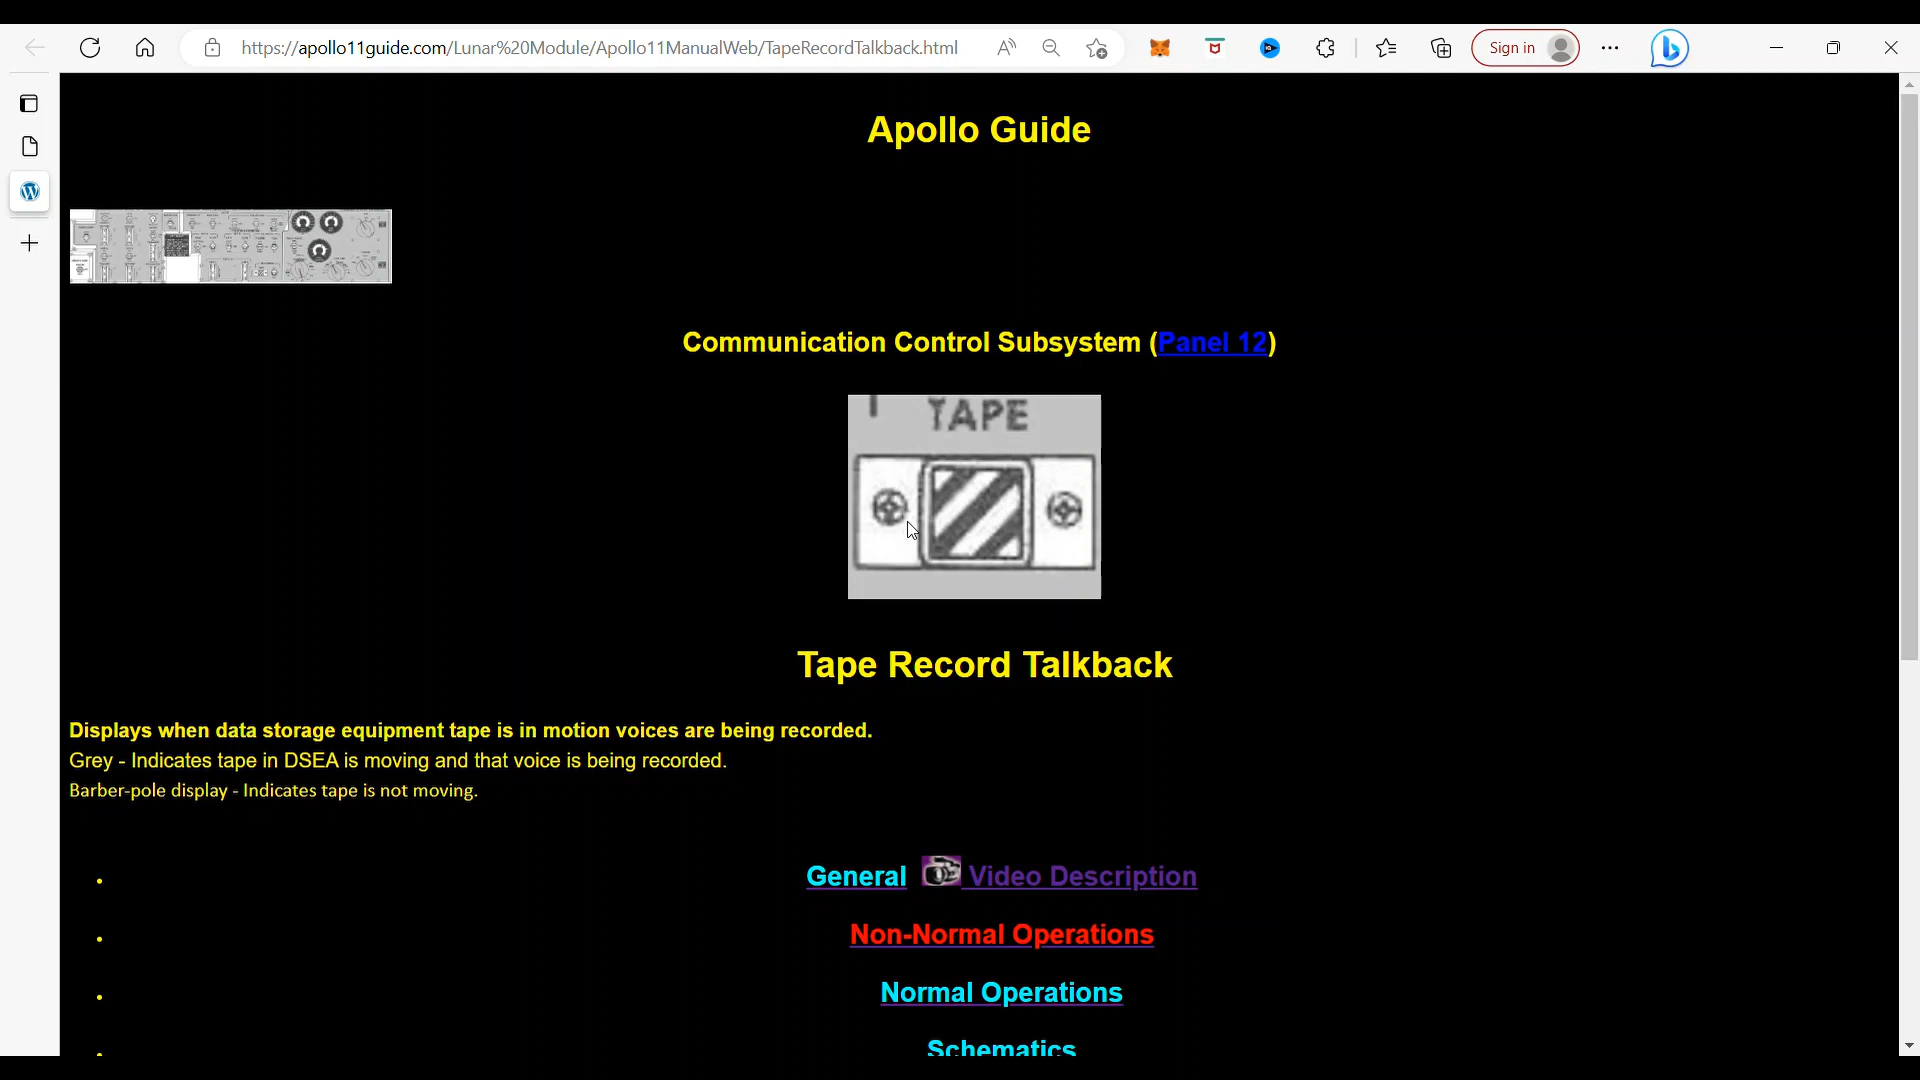 https://apollo11guide.com/Lunar%20Module/Apollo11ManualWeb/TapeRecordTalkback.html
Sign in
Apollo Guide
Communication Control Subsystem (Panel 12)
TAPE
Tape Record Talkback
Displays when data storage equipment tape is in motion voices are being recorded.
Grey - Indicates tape in DSEA is moving and that voice is being recorded.
Barber-pole display - Indicates tape is not moving.
• General Video Description
• Non-Normal Operations
• Normal Operations
• Schematics